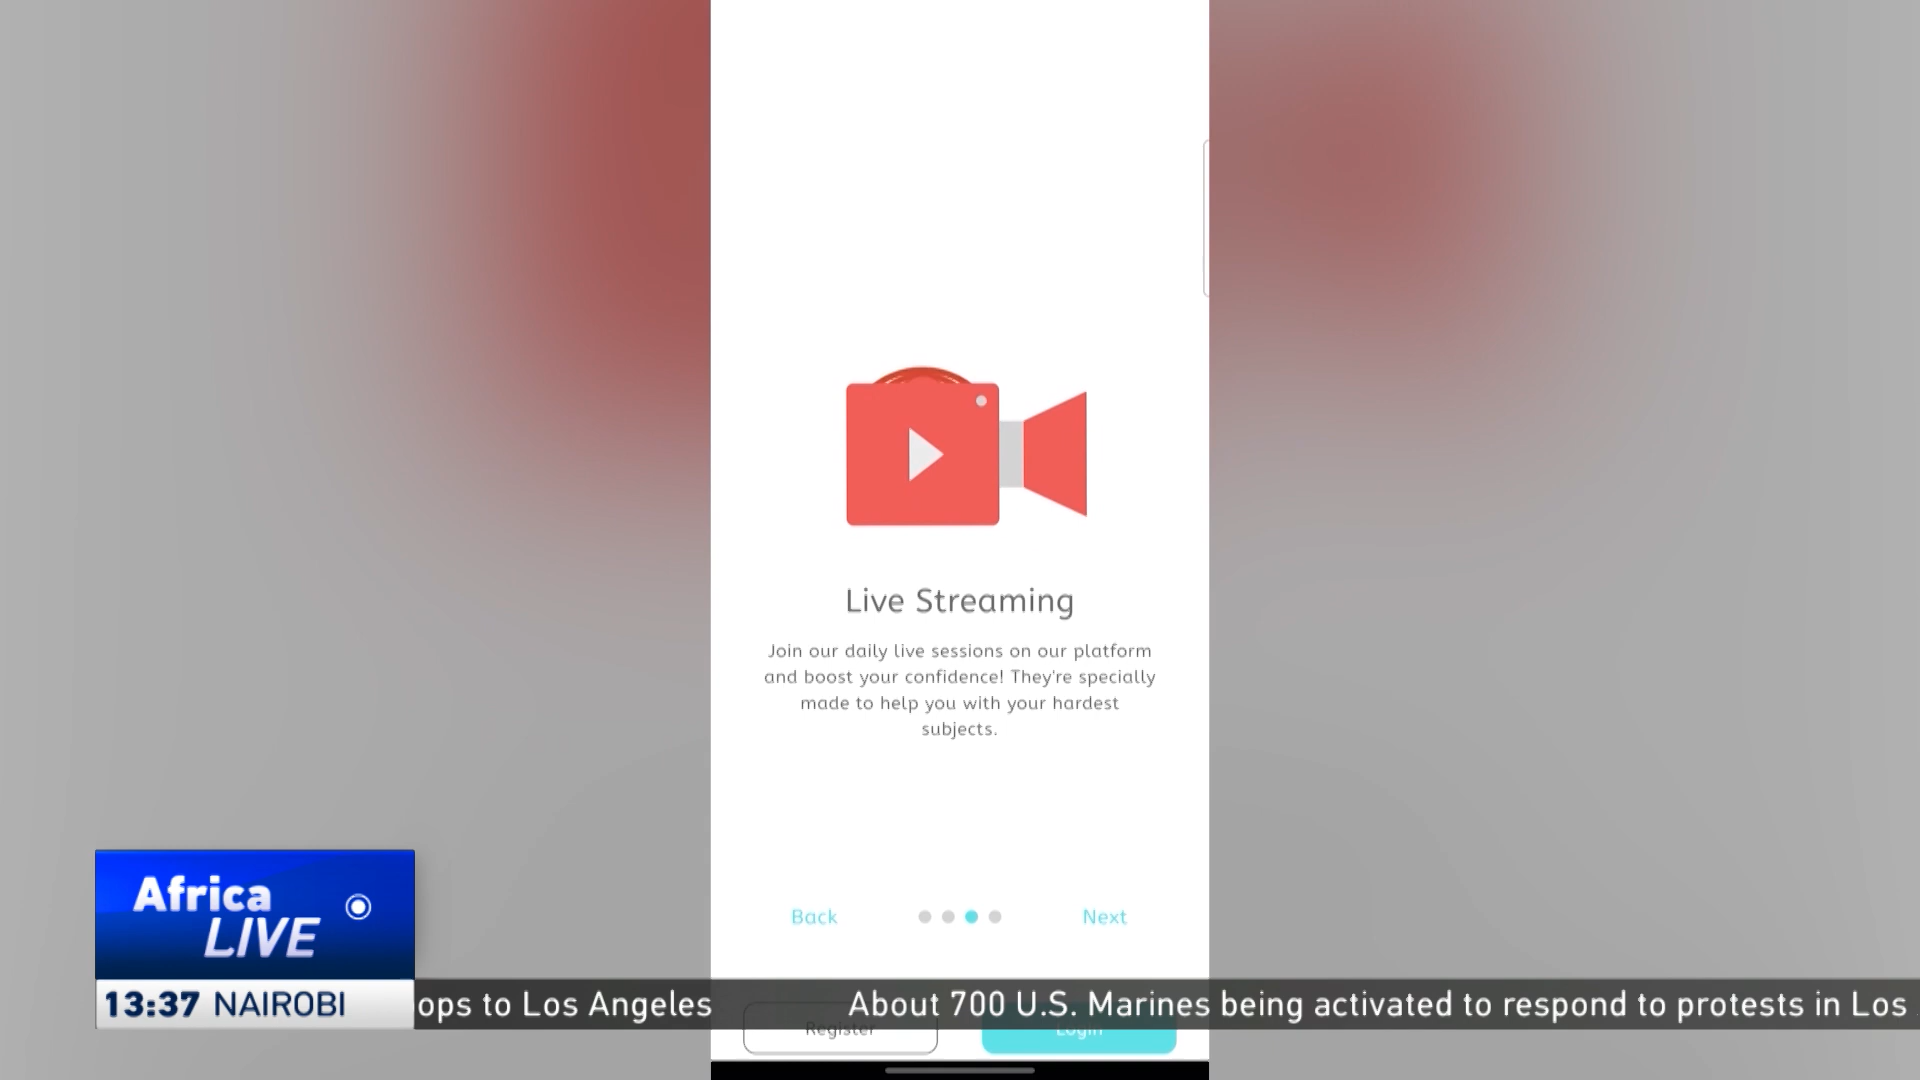 Live Streaming
Join our daily live sessions on our platform
and boost your confidence! They're specially
made to help you with your hardest
subjects.
Back
Next
Africa
LIVE
13:37 NAIROBI
ops to Los Angeles
About 700 U.S. Marines being activated to respond to protests in Los
Register
Login